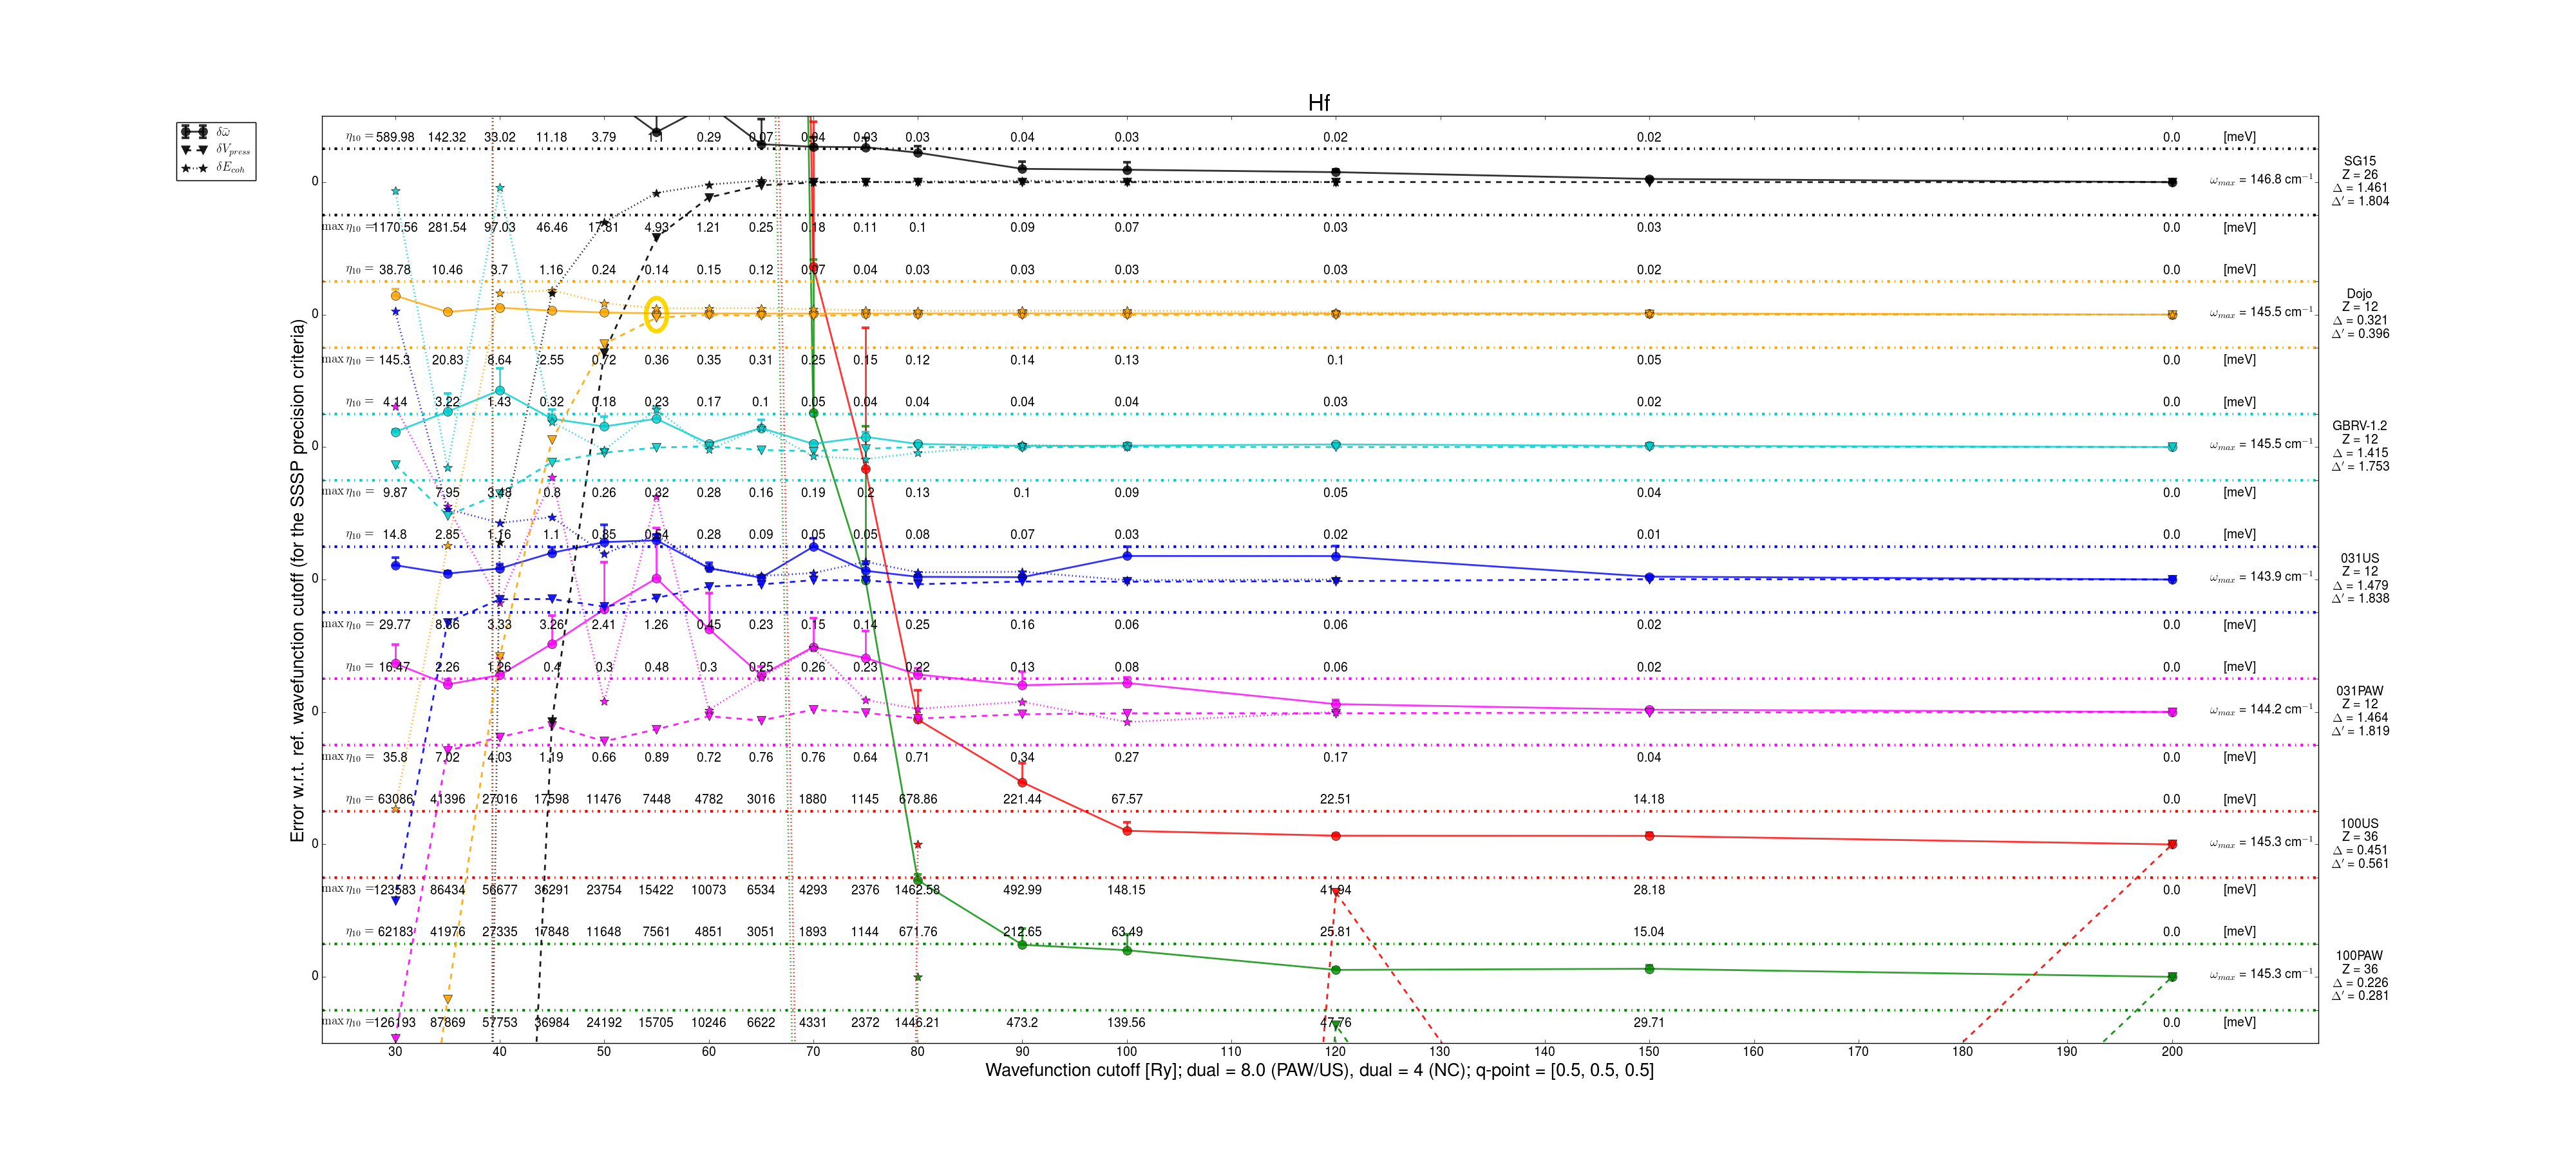 Hf
δω̄
δV_press
δE_coh
Error w.r.t. ref. wavefunction cutoff (for the SSSP precision criteria)
η10 = 589.98 142.32 33.02 11.18 3.79 1.1 0.29 0.07 0.04 0.03 0.03 0.04 0.03 0.02 0.02 0.0 [meV]
0
ω_max = 146.8 cm⁻¹
SG15
Z = 26
Δ = 1.461
Δ′ = 1.804
max η10 = 1170.56 281.54 97.03 46.46 17.81 4.93 1.21 0.25 0.18 0.11 0.1 0.09 0.07 0.03 0.03 0.0 [meV]
η10 = 38.78 10.46 3.7 1.16 0.24 0.14 0.15 0.12 0.07 0.04 0.03 0.03 0.03 0.03 0.02 0.0 [meV]
0
ω_max = 145.5 cm⁻¹
Dojo
Z = 12
Δ = 0.321
Δ′ = 0.396
max η10 = 145.3 20.83 8.64 2.55 0.72 0.36 0.35 0.31 0.25 0.15 0.12 0.14 0.13 0.1 0.05 0.0 [meV]
η10 = 4.14 3.22 1.43 0.32 0.18 0.23 0.17 0.1 0.05 0.04 0.04 0.04 0.04 0.03 0.02 0.0 [meV]
0
ω_max = 145.5 cm⁻¹
GBRV-1.2
Z = 12
Δ = 1.415
Δ′ = 1.753
max η10 = 9.87 7.95 3.48 0.8 0.26 0.32 0.28 0.16 0.19 0.2 0.13 0.1 0.09 0.05 0.04 0.0 [meV]
η10 = 14.8 2.85 1.16 1.1 0.85 0.54 0.28 0.09 0.05 0.05 0.08 0.07 0.03 0.02 0.01 0.0 [meV]
0
ω_max = 143.9 cm⁻¹
031US
Z = 12
Δ = 1.479
Δ′ = 1.838
max η10 = 29.77 8.86 3.33 3.26 2.41 1.26 0.45 0.23 0.15 0.14 0.25 0.16 0.06 0.06 0.02 0.0 [meV]
η10 = 16.47 2.26 1.26 0.4 0.3 0.48 0.3 0.25 0.26 0.23 0.22 0.13 0.08 0.06 0.02 0.0 [meV]
0
ω_max = 144.2 cm⁻¹
031PAW
Z = 12
Δ = 1.464
Δ′ = 1.819
max η10 = 35.8 7.02 4.03 1.19 0.66 0.89 0.72 0.76 0.76 0.64 0.71 0.34 0.27 0.17 0.04 0.0 [meV]
η10 = 63086 41396 27016 17598 11476 7448 4782 3016 1880 1145 678.86 221.44 67.57 22.51 14.18 0.0 [meV]
0
ω_max = 145.3 cm⁻¹
100US
Z = 36
Δ = 0.451
Δ′ = 0.561
max η10 = 123583 86434 56677 36291 23754 15422 10073 6534 4293 2376 1462.58 492.99 148.15 41.94 28.18 0.0 [meV]
η10 = 62183 41976 27335 17848 11648 7561 4851 3051 1893 1144 671.76 212.65 63.49 25.81 15.04 0.0 [meV]
0
ω_max = 145.3 cm⁻¹
100PAW
Z = 36
Δ = 0.226
Δ′ = 0.281
max η10 = 126193 87869 57753 36984 24192 15705 10246 6622 4331 2372 1446.21 473.2 139.56 47.76 29.71 0.0 [meV]
30 40 50 60 70 80 90 100 110 120 130 140 150 160 170 180 190 200
Wavefunction cutoff [Ry]; dual = 8.0 (PAW/US), dual = 4 (NC); q-point = [0.5, 0.5, 0.5]